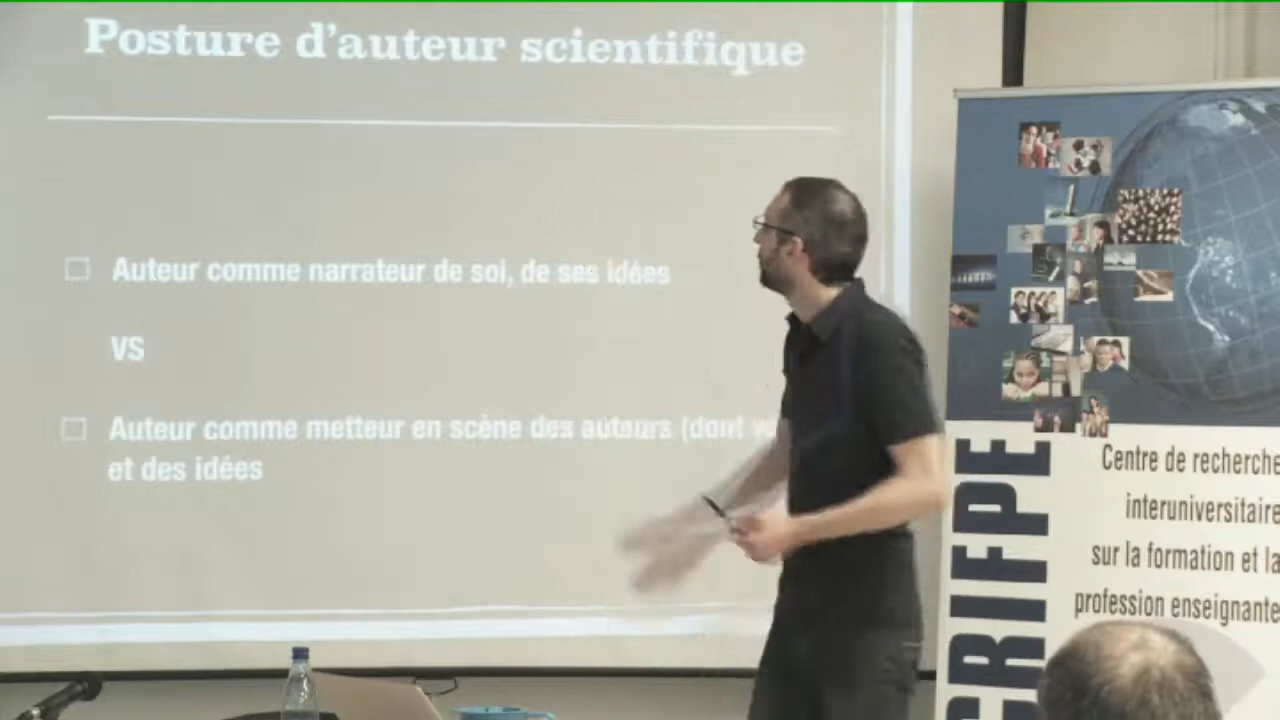 Posture d'auteur scientifique
Auteur comme narrateur de soi, de ses idées
VS
Auteur comme metteur en scène des auteurs (dont
et des idées
CRIFPE
Centre de recherche
interuniversitaire
sur la formation et la
profession enseignante